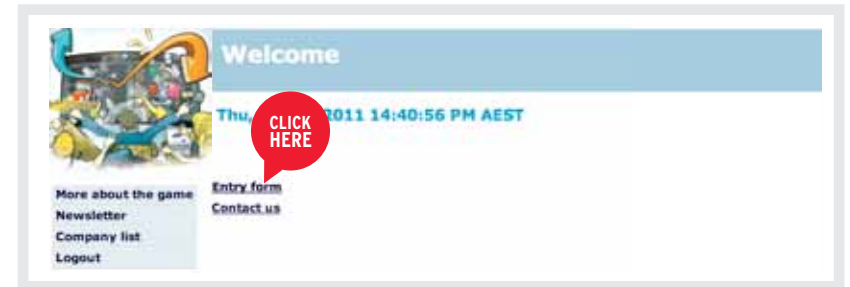 Welcome
Thu, 2011 14:40:56 PM AEST
CLICK
HERE
Entry form
Contact us
More about the game
Newsletter
Company list
Logout